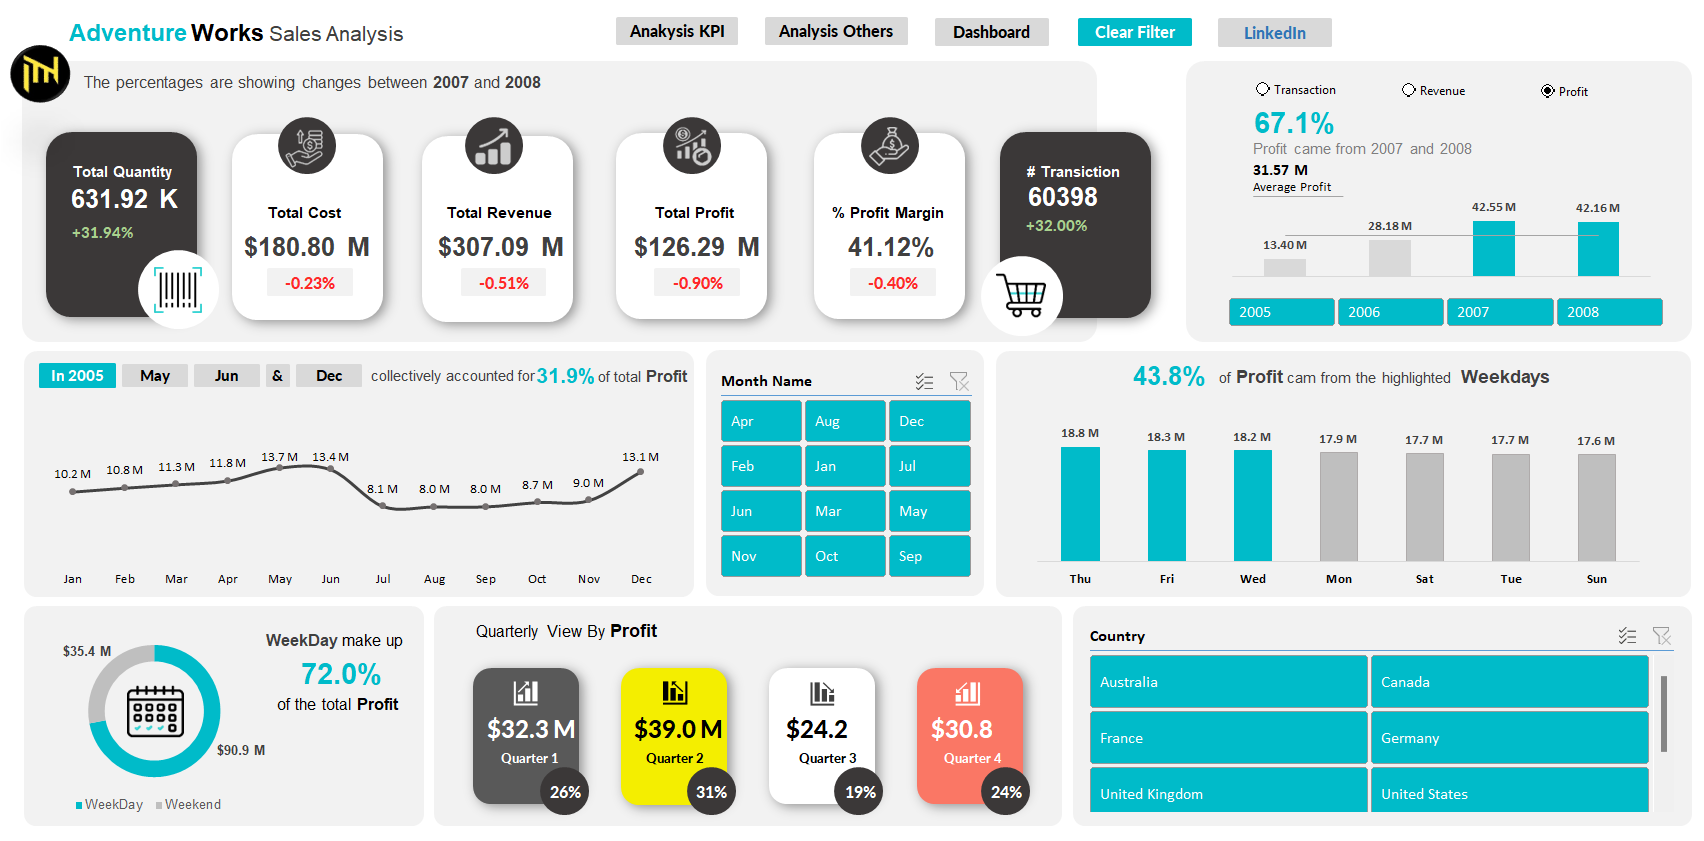 Adventure Works Sales Analysis
Anakysis KPI
Analysis Others
Dashboard
Clear Filter
LinkedIn
The percentages are showing changes between 2007 and 2008
Total Quantity
631.92 K
+31.94%
Total Cost
$180.80 M
-0.23%
Total Revenue
$307.09 M
-0.51%
Total Profit
$126.29 M
-0.90%
% Profit Margin
41.12%
-0.40%
# Transiction
60398
+32.00%
Transaction
Revenue
Profit
67.1%
Profit came from 2007 and 2008
31.57 M
Average Profit
13.40 M
28.18 M
42.55 M
42.16 M
2005
2006
2007
2008
In 2005 May Jun & Dec collectively accounted for 31.9% of total Profit
10.2 M
10.8 M
11.3 M
11.8 M
13.7 M
13.4 M
8.1 M
8.0 M
8.0 M
8.7 M
9.0 M
13.1 M
Jan
Feb
Mar
Apr
May
Jun
Jul
Aug
Sep
Oct
Nov
Dec
Month Name
Apr
Aug
Dec
Feb
Jan
Jul
Jun
Mar
May
Nov
Oct
Sep
43.8% of Profit cam from the highlighted Weekdays
18.8 M
18.3 M
18.2 M
17.9 M
17.7 M
17.7 M
17.6 M
Thu
Fri
Wed
Mon
Sat
Tue
Sun
$35.4 M
$90.9 M
WeekDay
Weekend
WeekDay make up
72.0%
of the total Profit
Quarterly View By Profit
$32.3 M
Quarter 1
26%
$39.0 M
Quarter 2
31%
$24.2
Quarter 3
19%
$30.8
Quarter 4
24%
Country
Australia
Canada
France
Germany
United Kingdom
United States